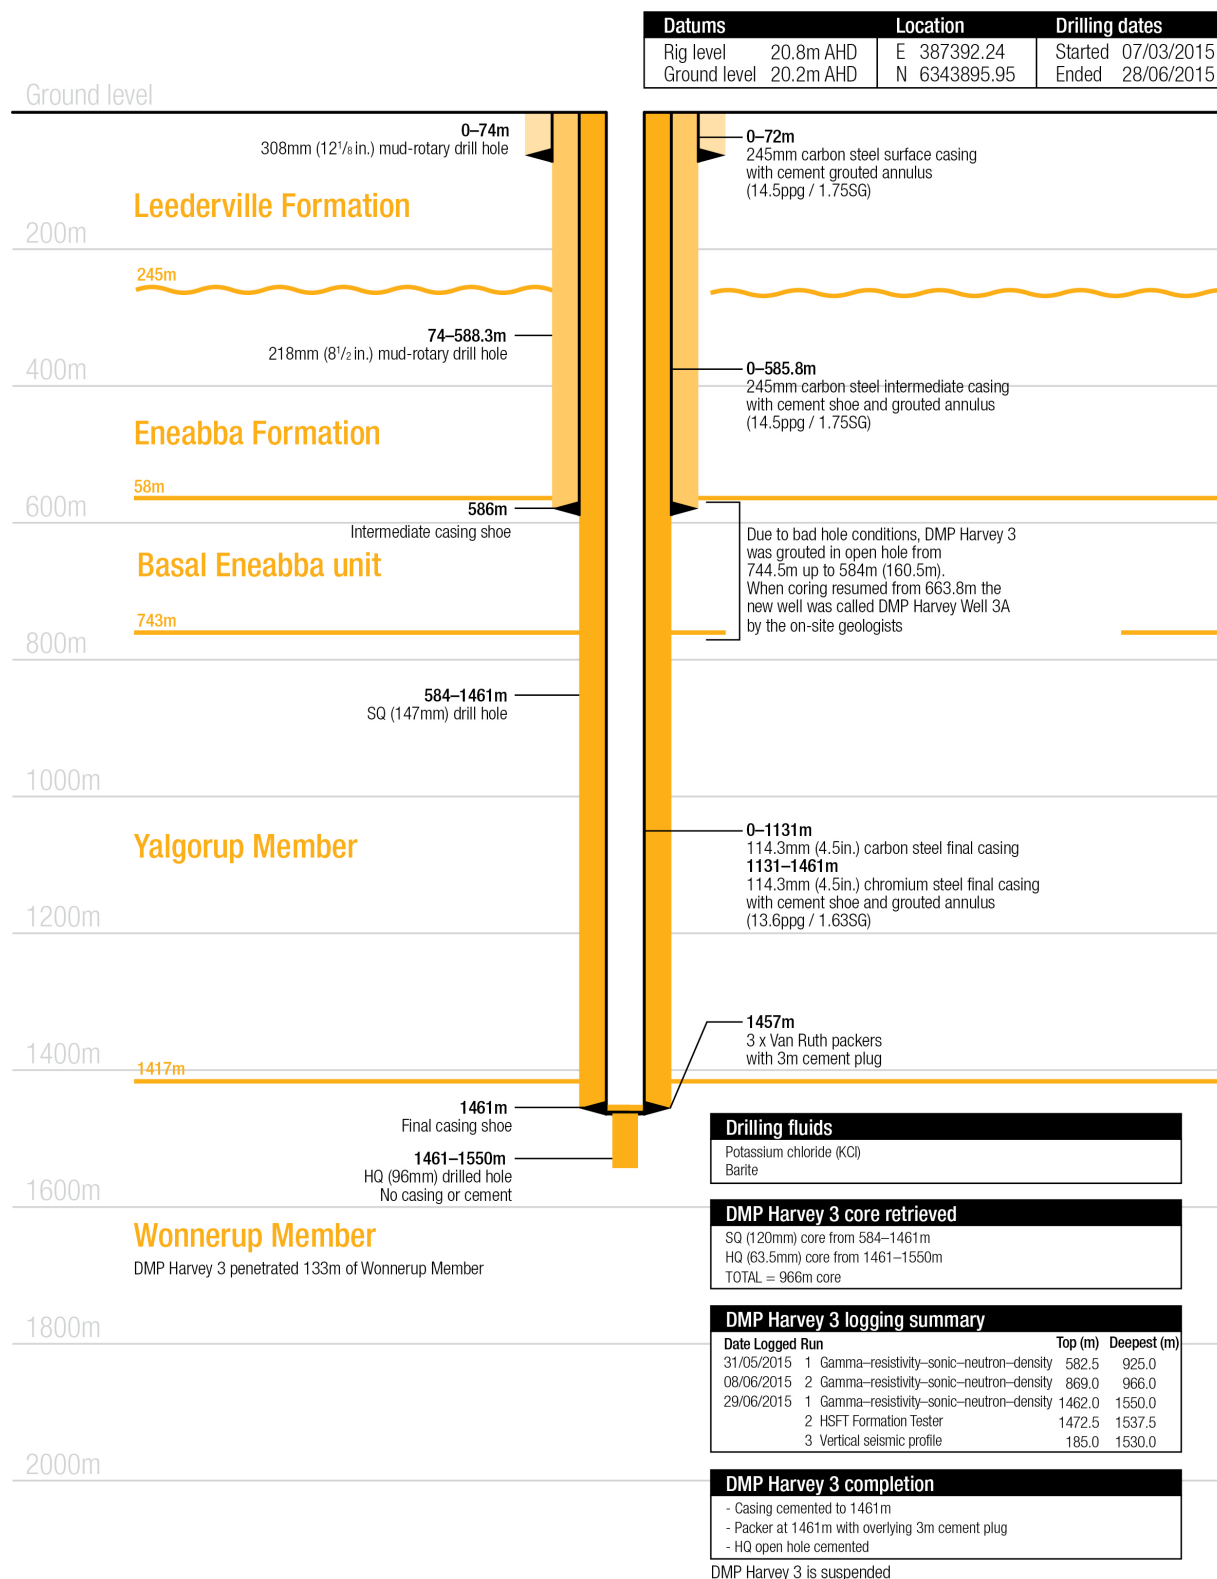 Datums Location Drilling dates
Rig level 20.8m AHD E 387392.24 Started 07/03/2015
Ground level 20.2m AHD N 6343895.95 Ended 28/06/2015
Ground level
0–74m
308mm (12 1/8 in.) mud-rotary drill hole
0–72m
245mm carbon steel surface casing
with cement grouted annulus
(14.5ppg / 1.75SG)
Leederville Formation
200m
245m
74–588.3m
218mm (8 1/2 in.) mud-rotary drill hole
400m
0–585.8m
245mm carbon steel intermediate casing
with cement shoe and grouted annulus
(14.5ppg / 1.75SG)
Eneabba Formation
58m
600m
586m
Intermediate casing shoe
Due to bad hole conditions, DMP Harvey 3
was grouted in open hole from
744.5m up to 584m (160.5m).
When coring resumed from 663.8m the
new well was called DMP Harvey Well 3A
by the on-site geologists
Basal Eneabba unit
743m
800m
584–1461m
SQ (147mm) drill hole
1000m
Yalgorup Member
0–1131m
114.3mm (4.5in.) carbon steel final casing
1131–1461m
114.3mm (4.5in.) chromium steel final casing
with cement shoe and grouted annulus
(13.6ppg / 1.63SG)
1200m
1457m
3 x Van Ruth packers
with 3m cement plug
1400m
1417m
1461m
Final casing shoe
1461–1550m
HQ (96mm) drilled hole
No casing or cement
1600m
Wonnerup Member
DMP Harvey 3 penetrated 133m of Wonnerup Member
1800m
2000m
Drilling fluids
Potassium chloride (KCl)
Barite
DMP Harvey 3 core retrieved
SQ (120mm) core from 584–1461m
HQ (63.5mm) core from 1461–1550m
TOTAL = 966m core
DMP Harvey 3 logging summary
Date Logged Run Top (m) Deepest (m)
31/05/2015 1 Gamma–resistivity–sonic–neutron–density 582.5 925.0
08/06/2015 2 Gamma–resistivity–sonic–neutron–density 869.0 966.0
29/06/2015 1 Gamma–resistivity–sonic–neutron–density 1462.0 1550.0
2 HSFT Formation Tester 1472.5 1537.5
3 Vertical seismic profile 185.0 1530.0
DMP Harvey 3 completion
- Casing cemented to 1461m
- Packer at 1461m with overlying 3m cement plug
- HQ open hole cemented
DMP Harvey 3 is suspended